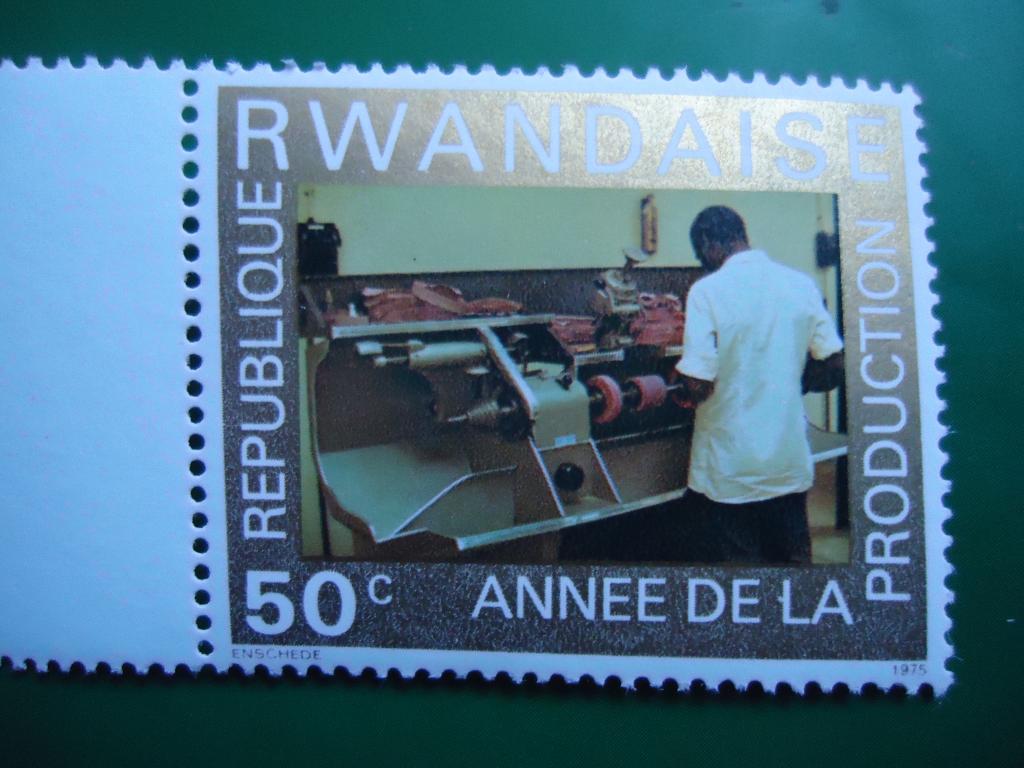 REPUBLIQUE
RWANDAISE
50c
ANNEE DE LA
PRODUCTION
ENSCHEDE
1975